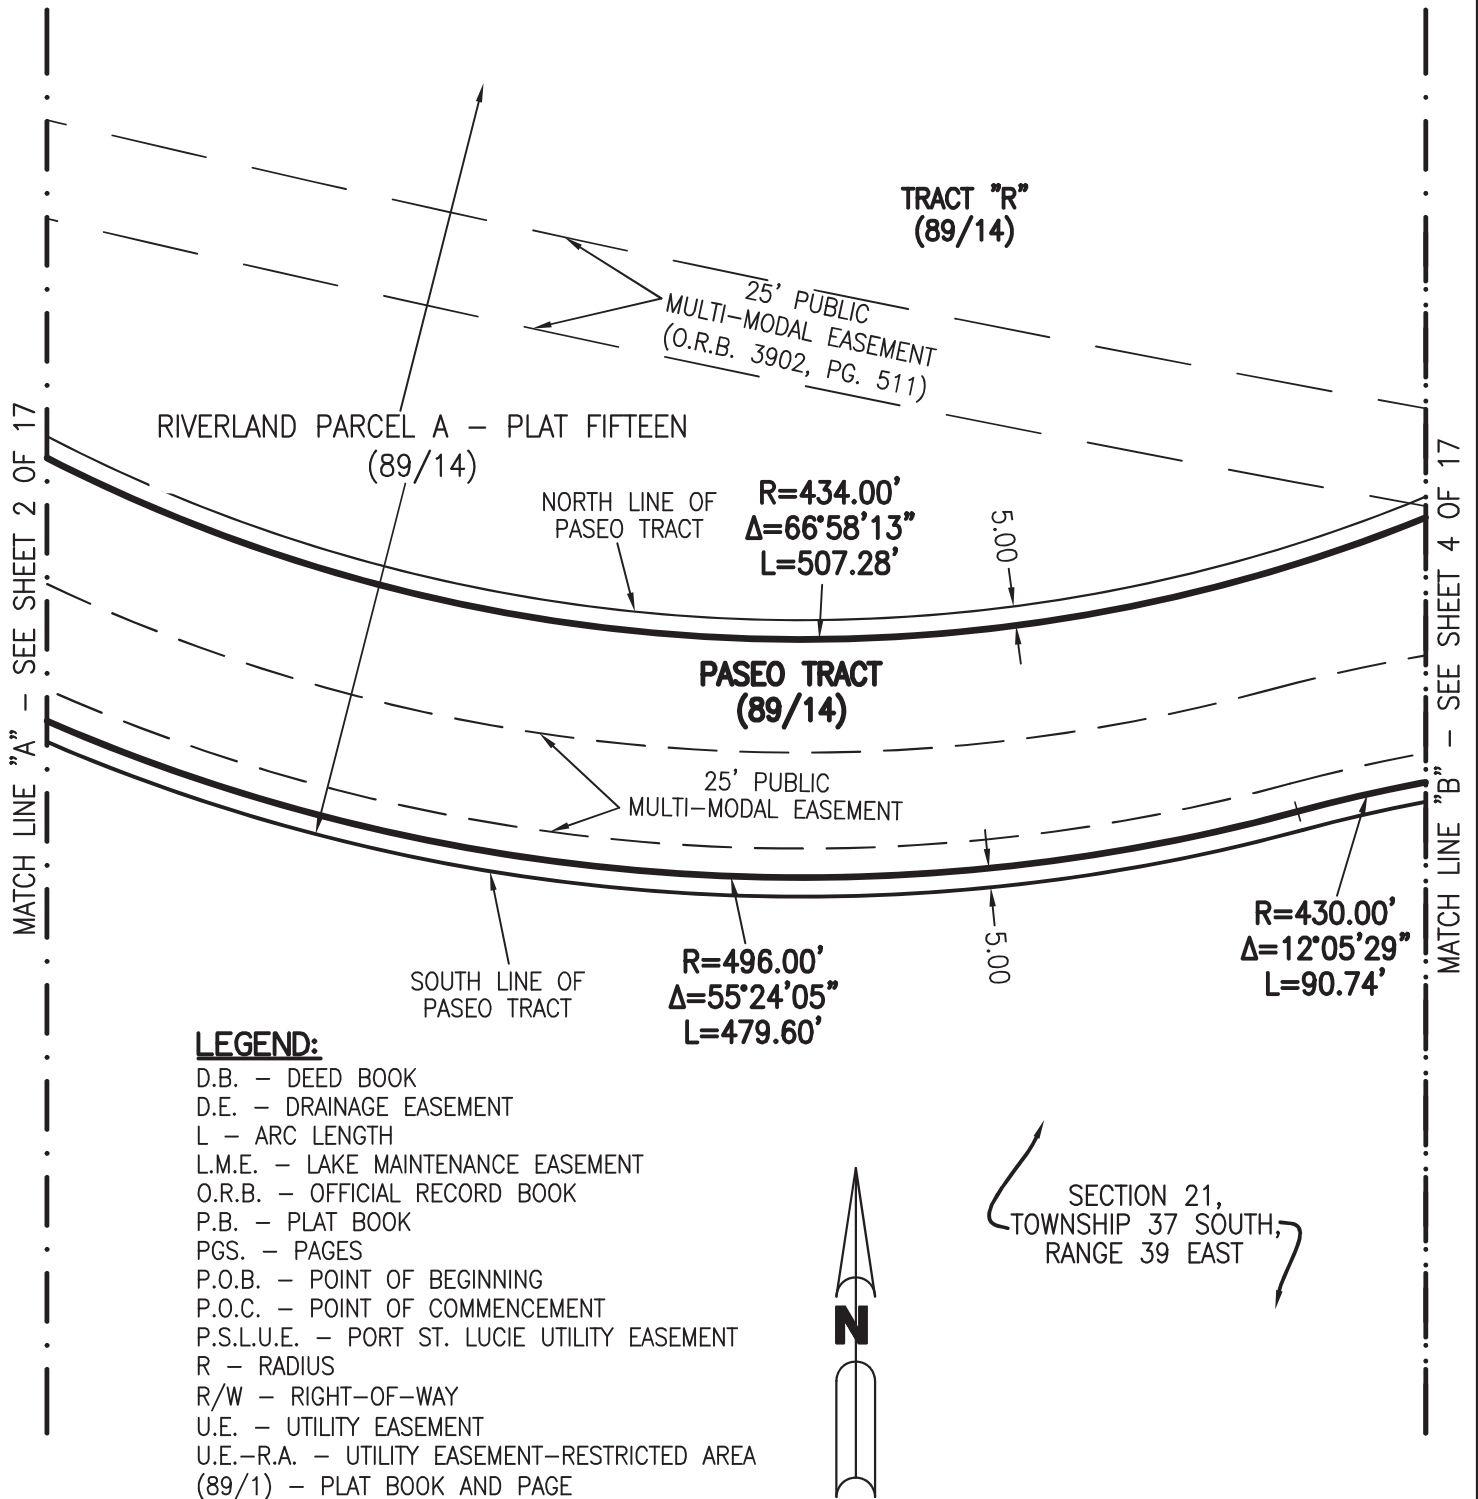 TRACT "R"
(89/14)
25' PUBLIC
MULTI-MODAL EASEMENT
(O.R.B. 3902, PG. 511)
RIVERLAND PARCEL A - PLAT FIFTEEN
(89/14)
MATCH LINE "A" - SEE SHEET 2 OF 17
NORTH LINE OF
PASEO TRACT
R=434.00'
Δ=66°58'13"
L=507.28'
5.00
MATCH LINE "B" - SEE SHEET 4 OF 17
PASEO TRACT
(89/14)
25' PUBLIC
MULTI-MODAL EASEMENT
SOUTH LINE OF
PASEO TRACT
R=496.00'
Δ=55°24'05"
L=479.60'
5.00
R=430.00'
Δ=12°05'29"
L=90.74'
LEGEND:
D.B. - DEED BOOK
D.E. - DRAINAGE EASEMENT
L - ARC LENGTH
L.M.E. - LAKE MAINTENANCE EASEMENT
O.R.B. - OFFICIAL RECORD BOOK
P.B. - PLAT BOOK
PGS. - PAGES
P.O.B. - POINT OF BEGINNING
P.O.C. - POINT OF COMMENCEMENT
P.S.L.U.E. - PORT ST. LUCIE UTILITY EASEMENT
R - RADIUS
R/W - RIGHT-OF-WAY
U.E. - UTILITY EASEMENT
U.E.-R.A. - UTILITY EASEMENT-RESTRICTED AREA
(89/1) - PLAT BOOK AND PAGE
N
SECTION 21,
TOWNSHIP 37 SOUTH,
RANGE 39 EAST